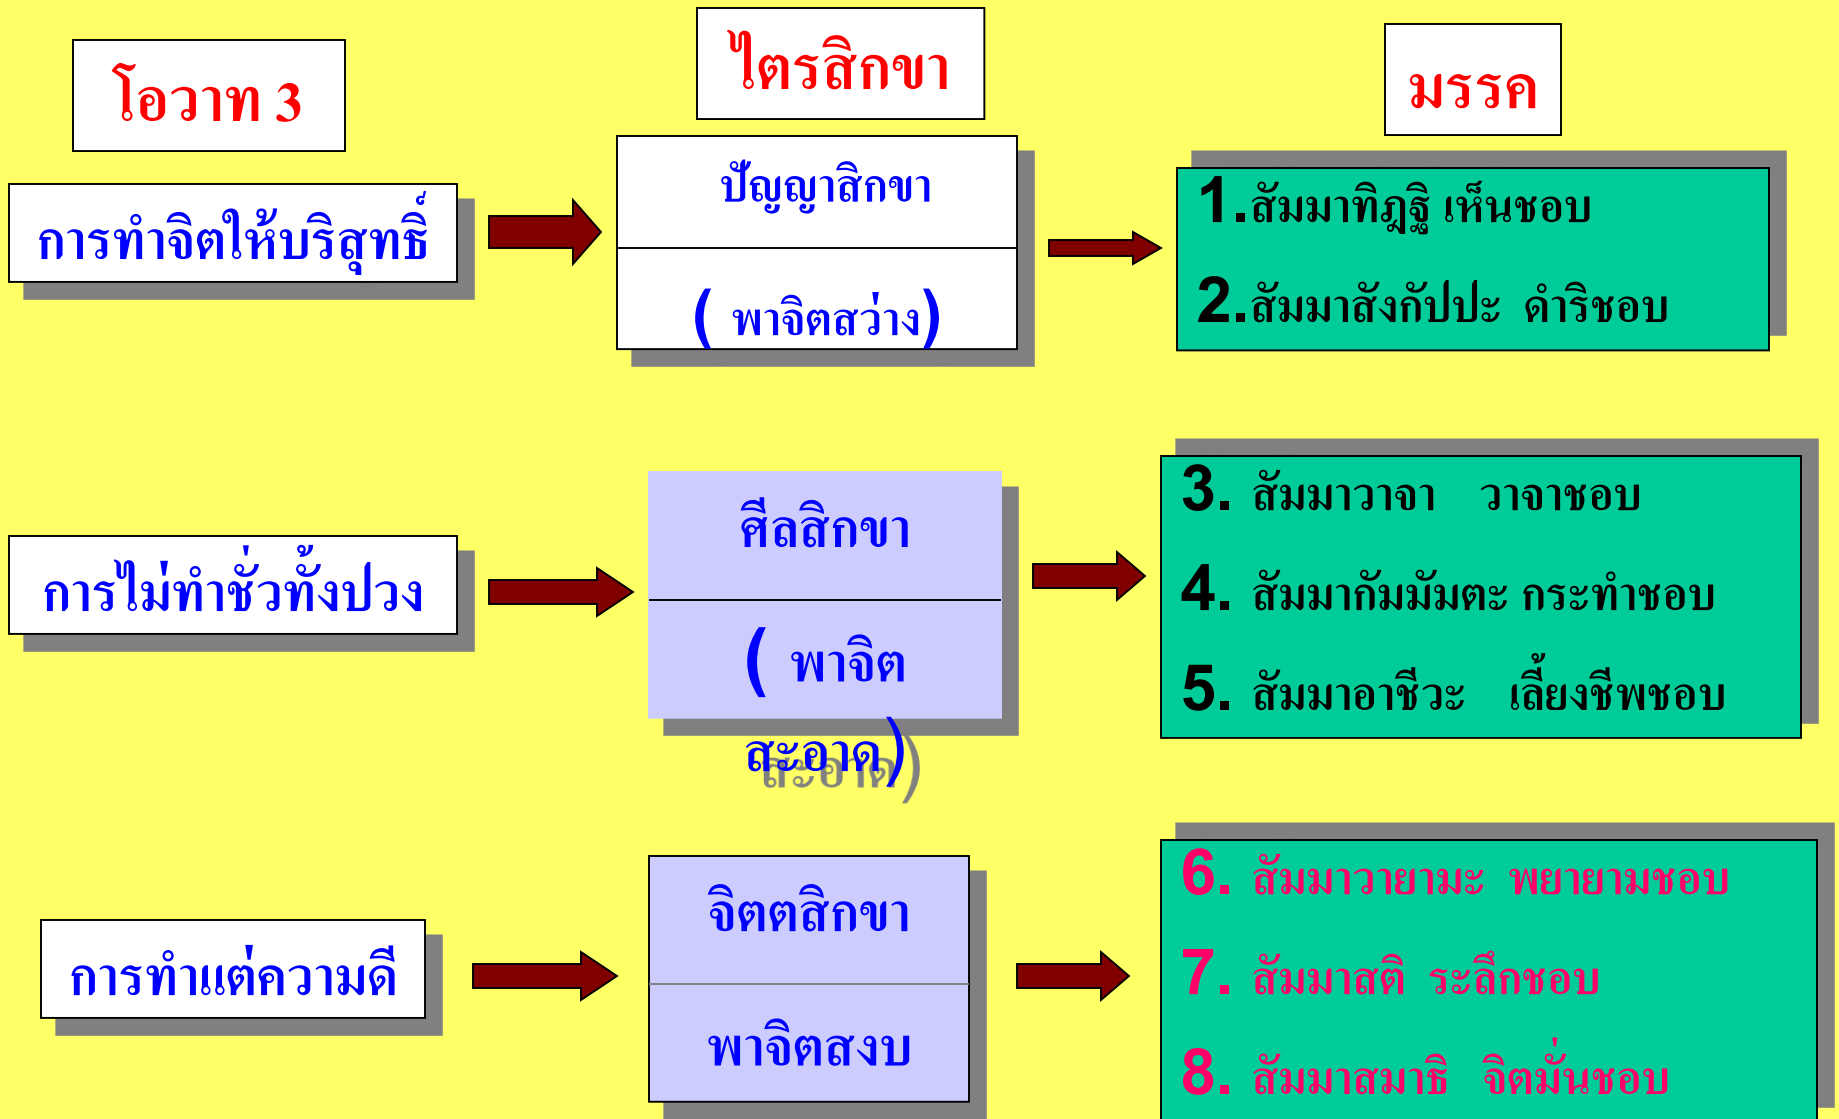 โอวาท 3
ไตรสิกขา
มรรค
การทำจิตให้บริสุทธิ์
ปัญญาสิกขา
( พาจิตสว่าง)
1.สัมมาทิฏฐิ เห็นชอบ
2.สัมมาสังกัปปะ ดำริชอบ
การไม่ทำชั่วทั้งปวง
ศีลสิกขา
( พาจิต
สะอาด)
3. สัมมาวาจา วาจาชอบ
4. สัมมากัมมัมตะ กระทำชอบ
5. สัมมาอาชีวะ เลี้ยงชีพชอบ
การทำแต่ความดี
จิตตสิกขา
พาจิตสงบ
6. สัมมาวายามะ พยายามชอบ
7. สัมมาสติ ระลึกชอบ
8. สัมมาสมาธิ จิตมั่นชอบ